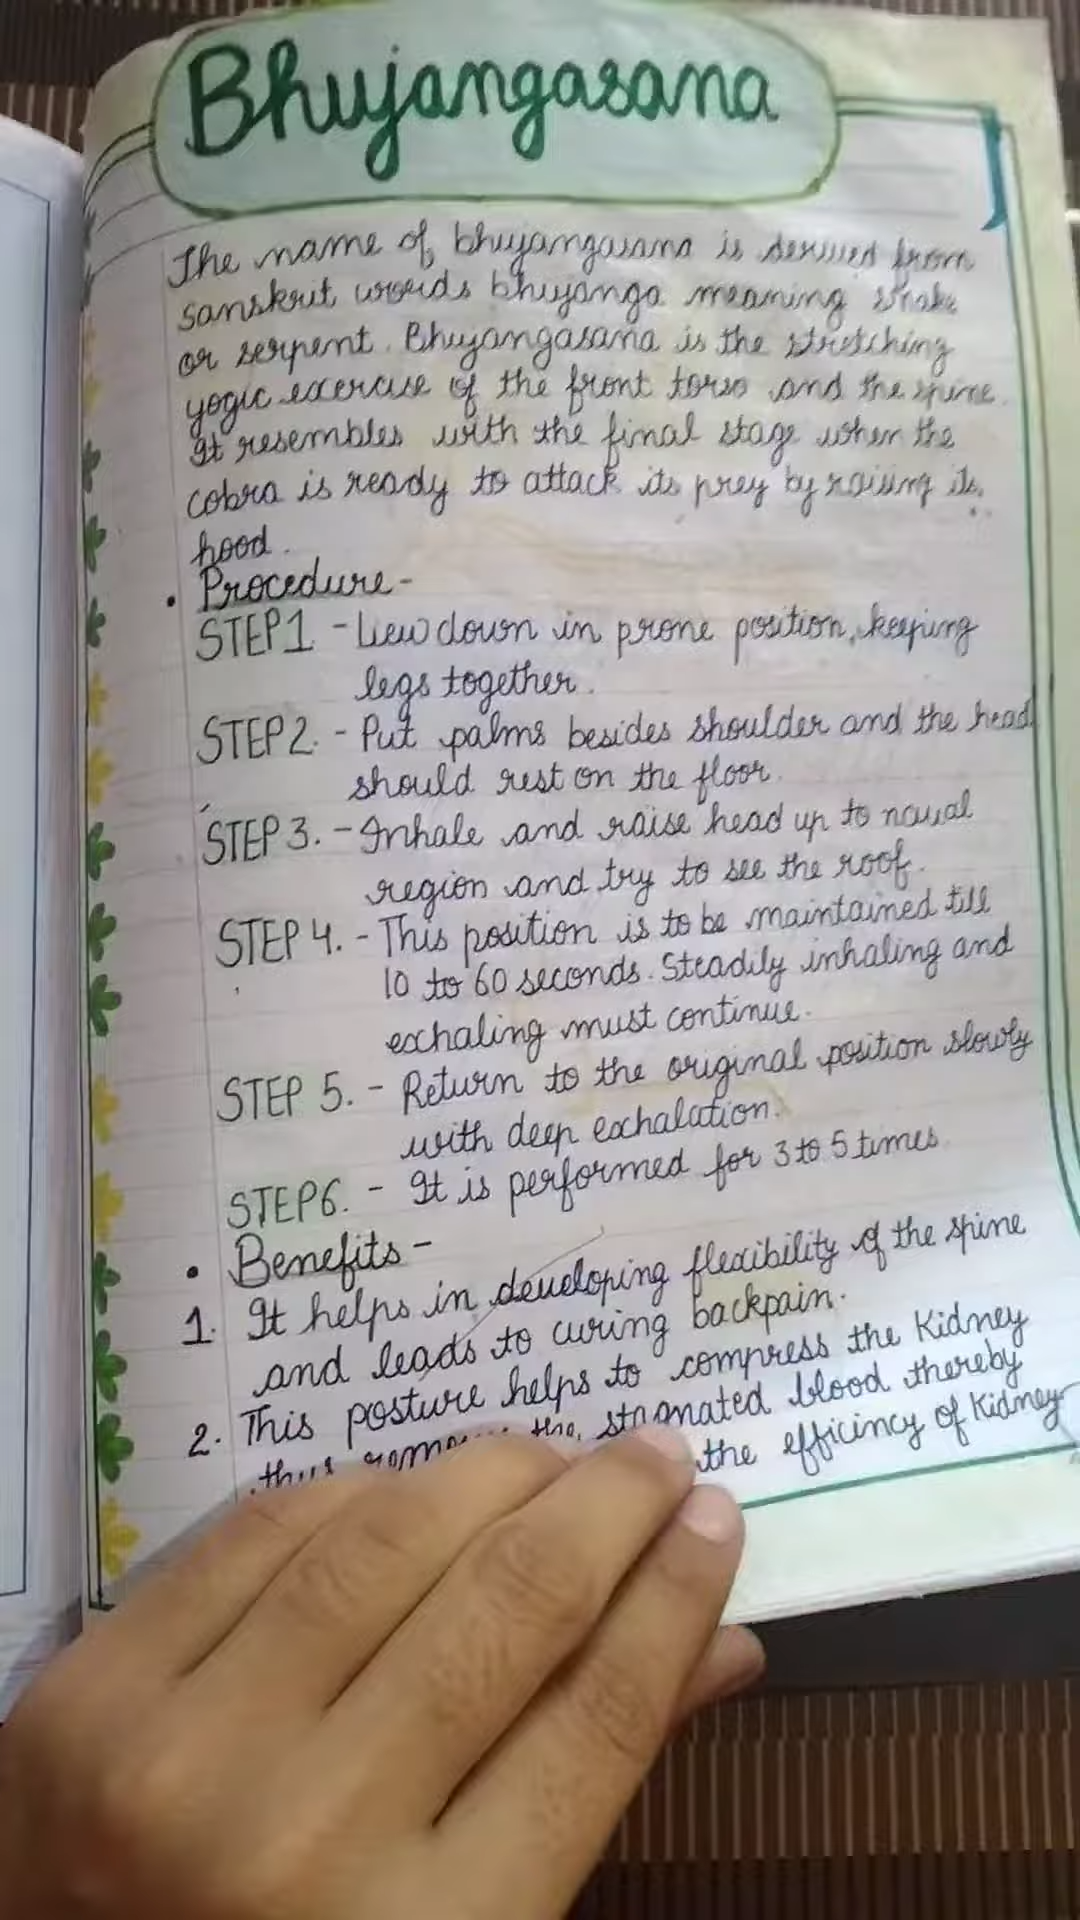 Bhujangasana
The name of bhujangasana is derived from
sanskrit words bhujanga meaning snake
or serpent. Bhujangasana is the stretching
yogic exercise of the front torso and the spine.
It resembles with the final stage when the
cobra is ready to attack its prey by raising its
hood.
• Procedure -
STEP 1 - Liew down in prone position, keeping
legs together.
STEP 2. - Put palms besides shoulder and the head
should rest on the floor.
STEP 3. - Inhale and raise head up to naval
region and try to see the roof.
STEP 4. - This position is to be maintained till
10 to 60 seconds. Steadily inhaling and
exhaling must continue.
STEP 5. - Return to the original position slowly
with deep exhalation.
STEP 6. - It is performed for 3 to 5 times
• Benefits -
1. It helps in developing flexibility of the spine
and leads to curing backpain.
2. This posture helps to compress the Kidney
thus the stagnated blood thereby
the efficincy of Kidney